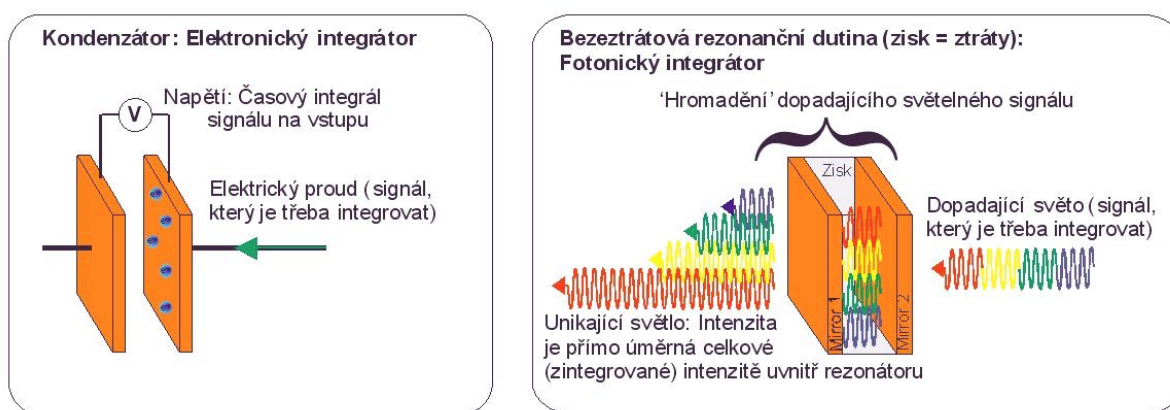 Kondenzátor: Elektronický integrátor
Napětí: Časový integrál
signálu na vstupu
V
Elektrický proud (signál,
který je třeba integrovat)
Bezeztrátová rezonanční dutina (zisk = ztráty):
Fotonický integrátor
‘Hromadění’ dopadajícího světelného signálu
Zisk
Dopadající světo (signál,
který je třeba integrovat)
Mirror 1
Mirror 2
Unikající světlo: Intenzita
je přímo úměrná celkové
(zintegrované) intenzitě uvnitř rezonátoru